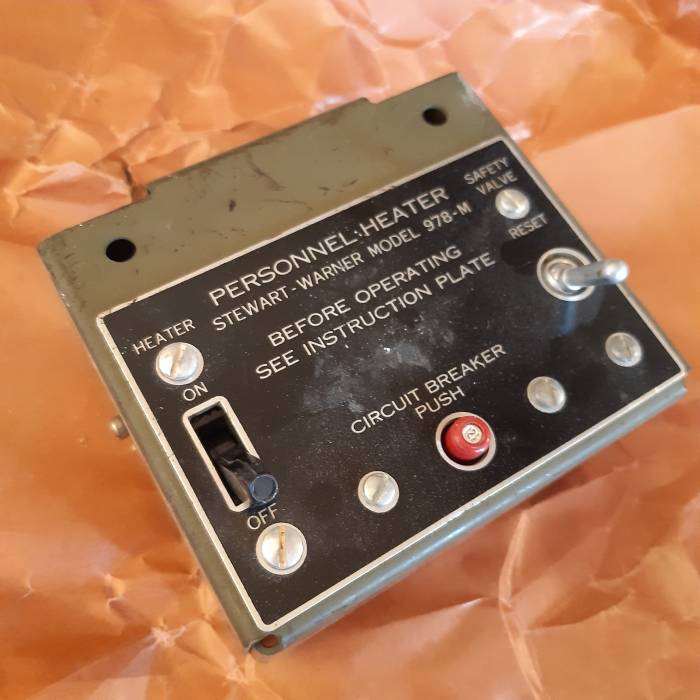 PERSONNEL:HEATER
STEWART-WARNER MODEL 978-M
SAFETY
VALVE
RESET
BEFORE OPERATING
SEE INSTRUCTION PLATE
HEATER
ON
OFF
CIRCUIT BREAKER
PUSH